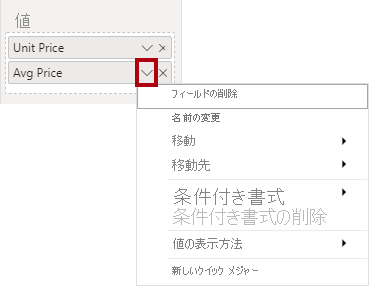 値
Unit Price
Avg Price
フィールドの削除
名前の変更
移動
移動先
条件付き書式
条件付き書式の削除
値の表示方法
新しいクイック メジャー